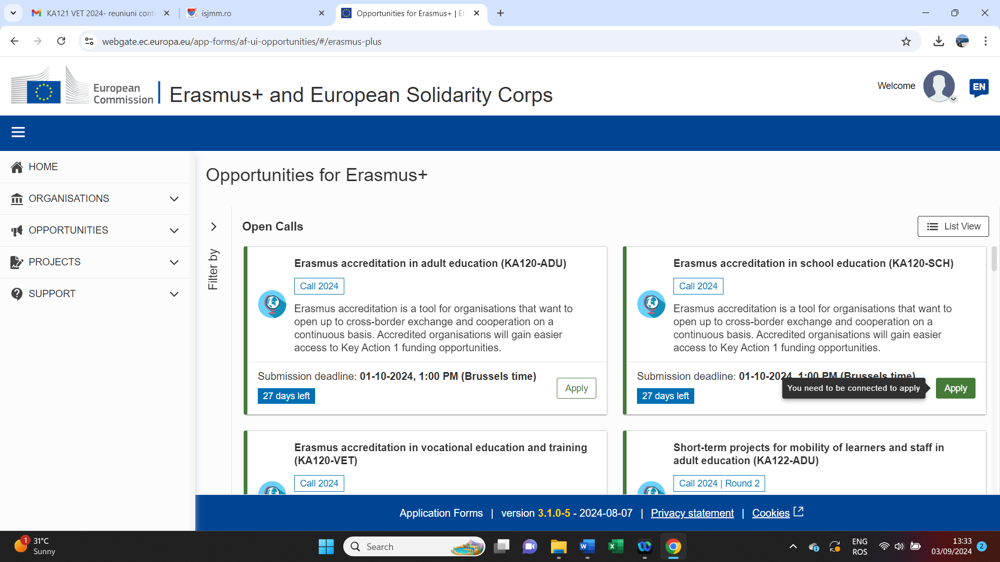 KA121 VET 2024- reuniuni cont
isjmm.ro
Opportunities for Erasmus+ | Er
webgate.ec.europa.eu/app-forms/af-ui-opportunities/#/erasmus-plus
European
Commission
Erasmus+ and European Solidarity Corps
Welcome
EN
HOME
ORGANISATIONS
OPPORTUNITIES
PROJECTS
SUPPORT
Opportunities for Erasmus+
Filter by
Open Calls
List View
Erasmus accreditation in adult education (KA120-ADU)
Call 2024
Erasmus accreditation is a tool for organisations that want to
open up to cross-border exchange and cooperation on a
continuous basis. Accredited organisations will gain easier
access to Key Action 1 funding opportunities.
Submission deadline: 01-10-2024, 1:00 PM (Brussels time)
27 days left
Apply
Erasmus accreditation in school education (KA120-SCH)
Call 2024
Erasmus accreditation is a tool for organisations that want to
open up to cross-border exchange and cooperation on a
continuous basis. Accredited organisations will gain easier
access to Key Action 1 funding opportunities.
Submission deadline: 01-10-2024, 1:00 PM (Brussels time)
You need to be connected to apply
27 days left
Apply
Erasmus accreditation in vocational education and training
(KA120-VET)
Call 2024
Short-term projects for mobility of learners and staff in
adult education (KA122-ADU)
Call 2024 | Round 2
Application Forms | version 3.1.0-5 - 2024-08-07 | Privacy statement | Cookies
1
31°C
Sunny
Search
ENG
ROS
13:33
03/09/2024
2